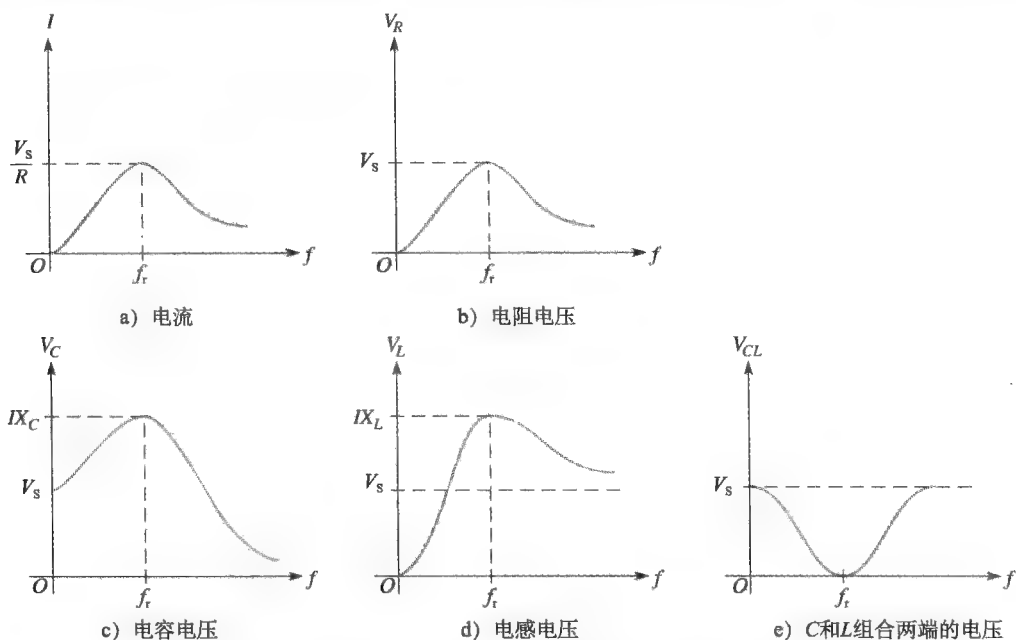 I
V_S/R
O
f_r
f
a）电流
V_R
V_S
O
f_r
f
b）电阻电压
V_C
IX_C
V_S
O
f_r
f
c）电容电压
V_L
IX_L
V_S
O
f_r
f
d）电感电压
V_CL
V_S
O
f_r
f
e）C和L组合两端的电压